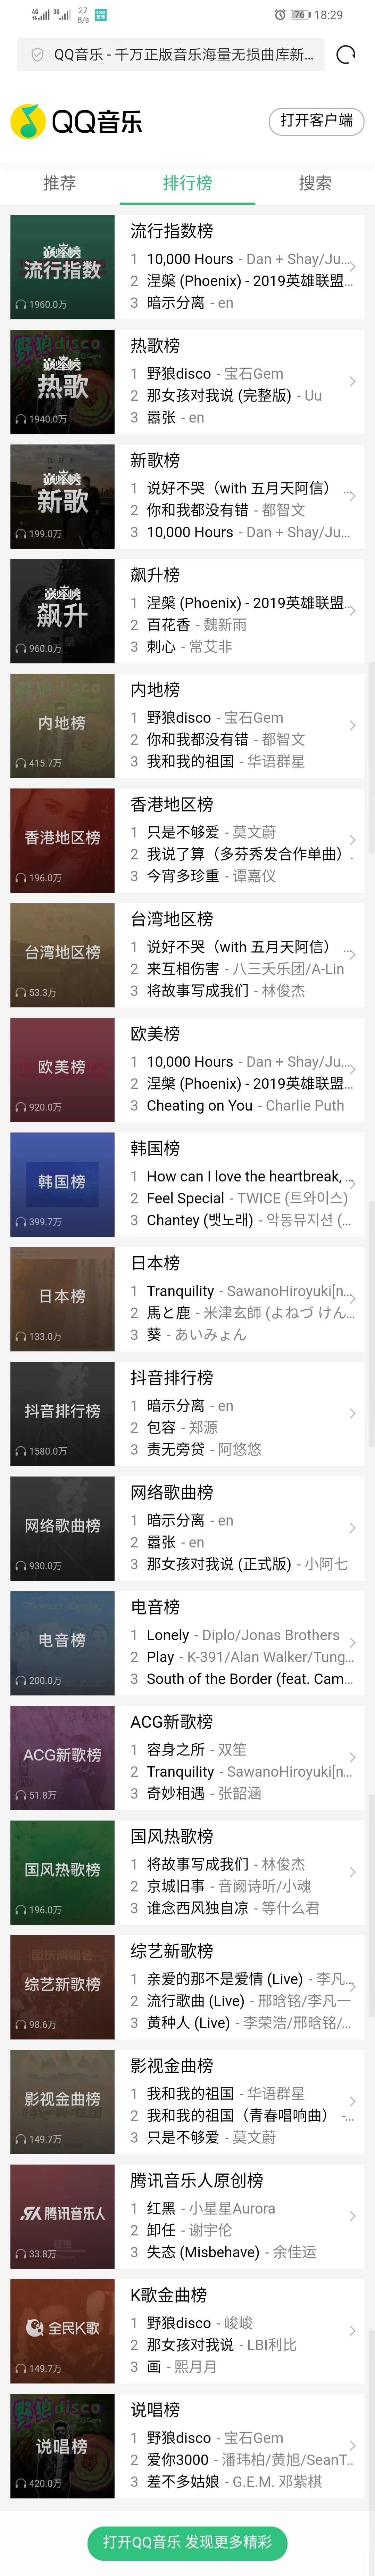 4G 3G 27 B/s 76 18:29
QQ音乐 - 千万正版音乐海量无损曲库新...
QQ音乐 打开客户端
推荐 排行榜 搜索
巅峰榜
流行指数
1960.0万
流行指数榜
1 10,000 Hours - Dan + Shay/Ju...
2 涅槃 (Phoenix) - 2019英雄联盟...
3 暗示分离 - en
巅峰榜
热歌
1940.0万
热歌榜
1 野狼disco - 宝石Gem
2 那女孩对我说 (完整版) - Uu
3 嚣张 - en
巅峰榜
新歌
199.0万
新歌榜
1 说好不哭（with 五月天阿信） ...
2 你和我都没有错 - 都智文
3 10,000 Hours - Dan + Shay/Ju...
巅峰榜
飙升
960.0万
飙升榜
1 涅槃 (Phoenix) - 2019英雄联盟...
2 百花香 - 魏新雨
3 刺心 - 常艾非
内地榜
415.7万
内地榜
1 野狼disco - 宝石Gem
2 你和我都没有错 - 都智文
3 我和我的祖国 - 华语群星
香港地区榜
196.0万
香港地区榜
1 只是不够爱 - 莫文蔚
2 我说了算（多芬秀发合作单曲）.
3 今宵多珍重 - 谭嘉仪
台湾地区榜
53.3万
台湾地区榜
1 说好不哭（with 五月天阿信） ...
2 来互相伤害 - 八三夭乐团/A-Lin
3 将故事写成我们 - 林俊杰
欧美榜
920.0万
欧美榜
1 10,000 Hours - Dan + Shay/Ju...
2 涅槃 (Phoenix) - 2019英雄联盟...
3 Cheating on You - Charlie Puth
韩国榜
399.7万
韩国榜
1 How can I love the heartbreak, ...
2 Feel Special - TWICE (트와이스)
3 Chantey (뱃노래) - 악동뮤지션 (...
日本榜
133.0万
日本榜
1 Tranquility - SawanoHiroyuki[n...
2 馬と鹿 - 米津玄師 (よねづ けん...
3 葵 - あいみょん
抖音排行榜
1580.0万
抖音排行榜
1 暗示分离 - en
2 包容 - 郑源
3 责无旁贷 - 阿悠悠
网络歌曲榜
930.0万
网络歌曲榜
1 暗示分离 - en
2 嚣张 - en
3 那女孩对我说 (正式版) - 小阿七
电音榜
200.0万
电音榜
1 Lonely - Diplo/Jonas Brothers
2 Play - K-391/Alan Walker/Tung...
3 South of the Border (feat. Cam...
ACG新歌榜
51.8万
ACG新歌榜
1 容身之所 - 双笙
2 Tranquility - SawanoHiroyuki[n...
3 奇妙相遇 - 张韶涵
国风热歌榜
196.0万
国风热歌榜
1 将故事写成我们 - 林俊杰
2 京城旧事 - 音阙诗听/小魂
3 谁念西风独自凉 - 等什么君
综艺新歌榜
98.6万
综艺新歌榜
1 亲爱的那不是爱情 (Live) - 李凡...
2 流行歌曲 (Live) - 邢晗铭/李凡一
3 黄种人 (Live) - 李荣浩/邢晗铭/...
影视金曲榜
149.7万
影视金曲榜
1 我和我的祖国 - 华语群星
2 我和我的祖国（青春唱响曲） -...
3 只是不够爱 - 莫文蔚
腾讯音乐人
33.8万
腾讯音乐人原创榜
1 红黑 - 小星星Aurora
2 卸任 - 谢宇伦
3 失态 (Misbehave) - 余佳运
全民K歌
149.7万
K歌金曲榜
1 野狼disco - 峻峻
2 那女孩对我说 - LBI利比
3 画 - 熙月月
野狼disco
说唱榜
420.0万
说唱榜
1 野狼disco - 宝石Gem
2 爱你3000 - 潘玮柏/黄旭/SeanT...
3 差不多姑娘 - G.E.M. 邓紫棋
打开QQ音乐 发现更多精彩